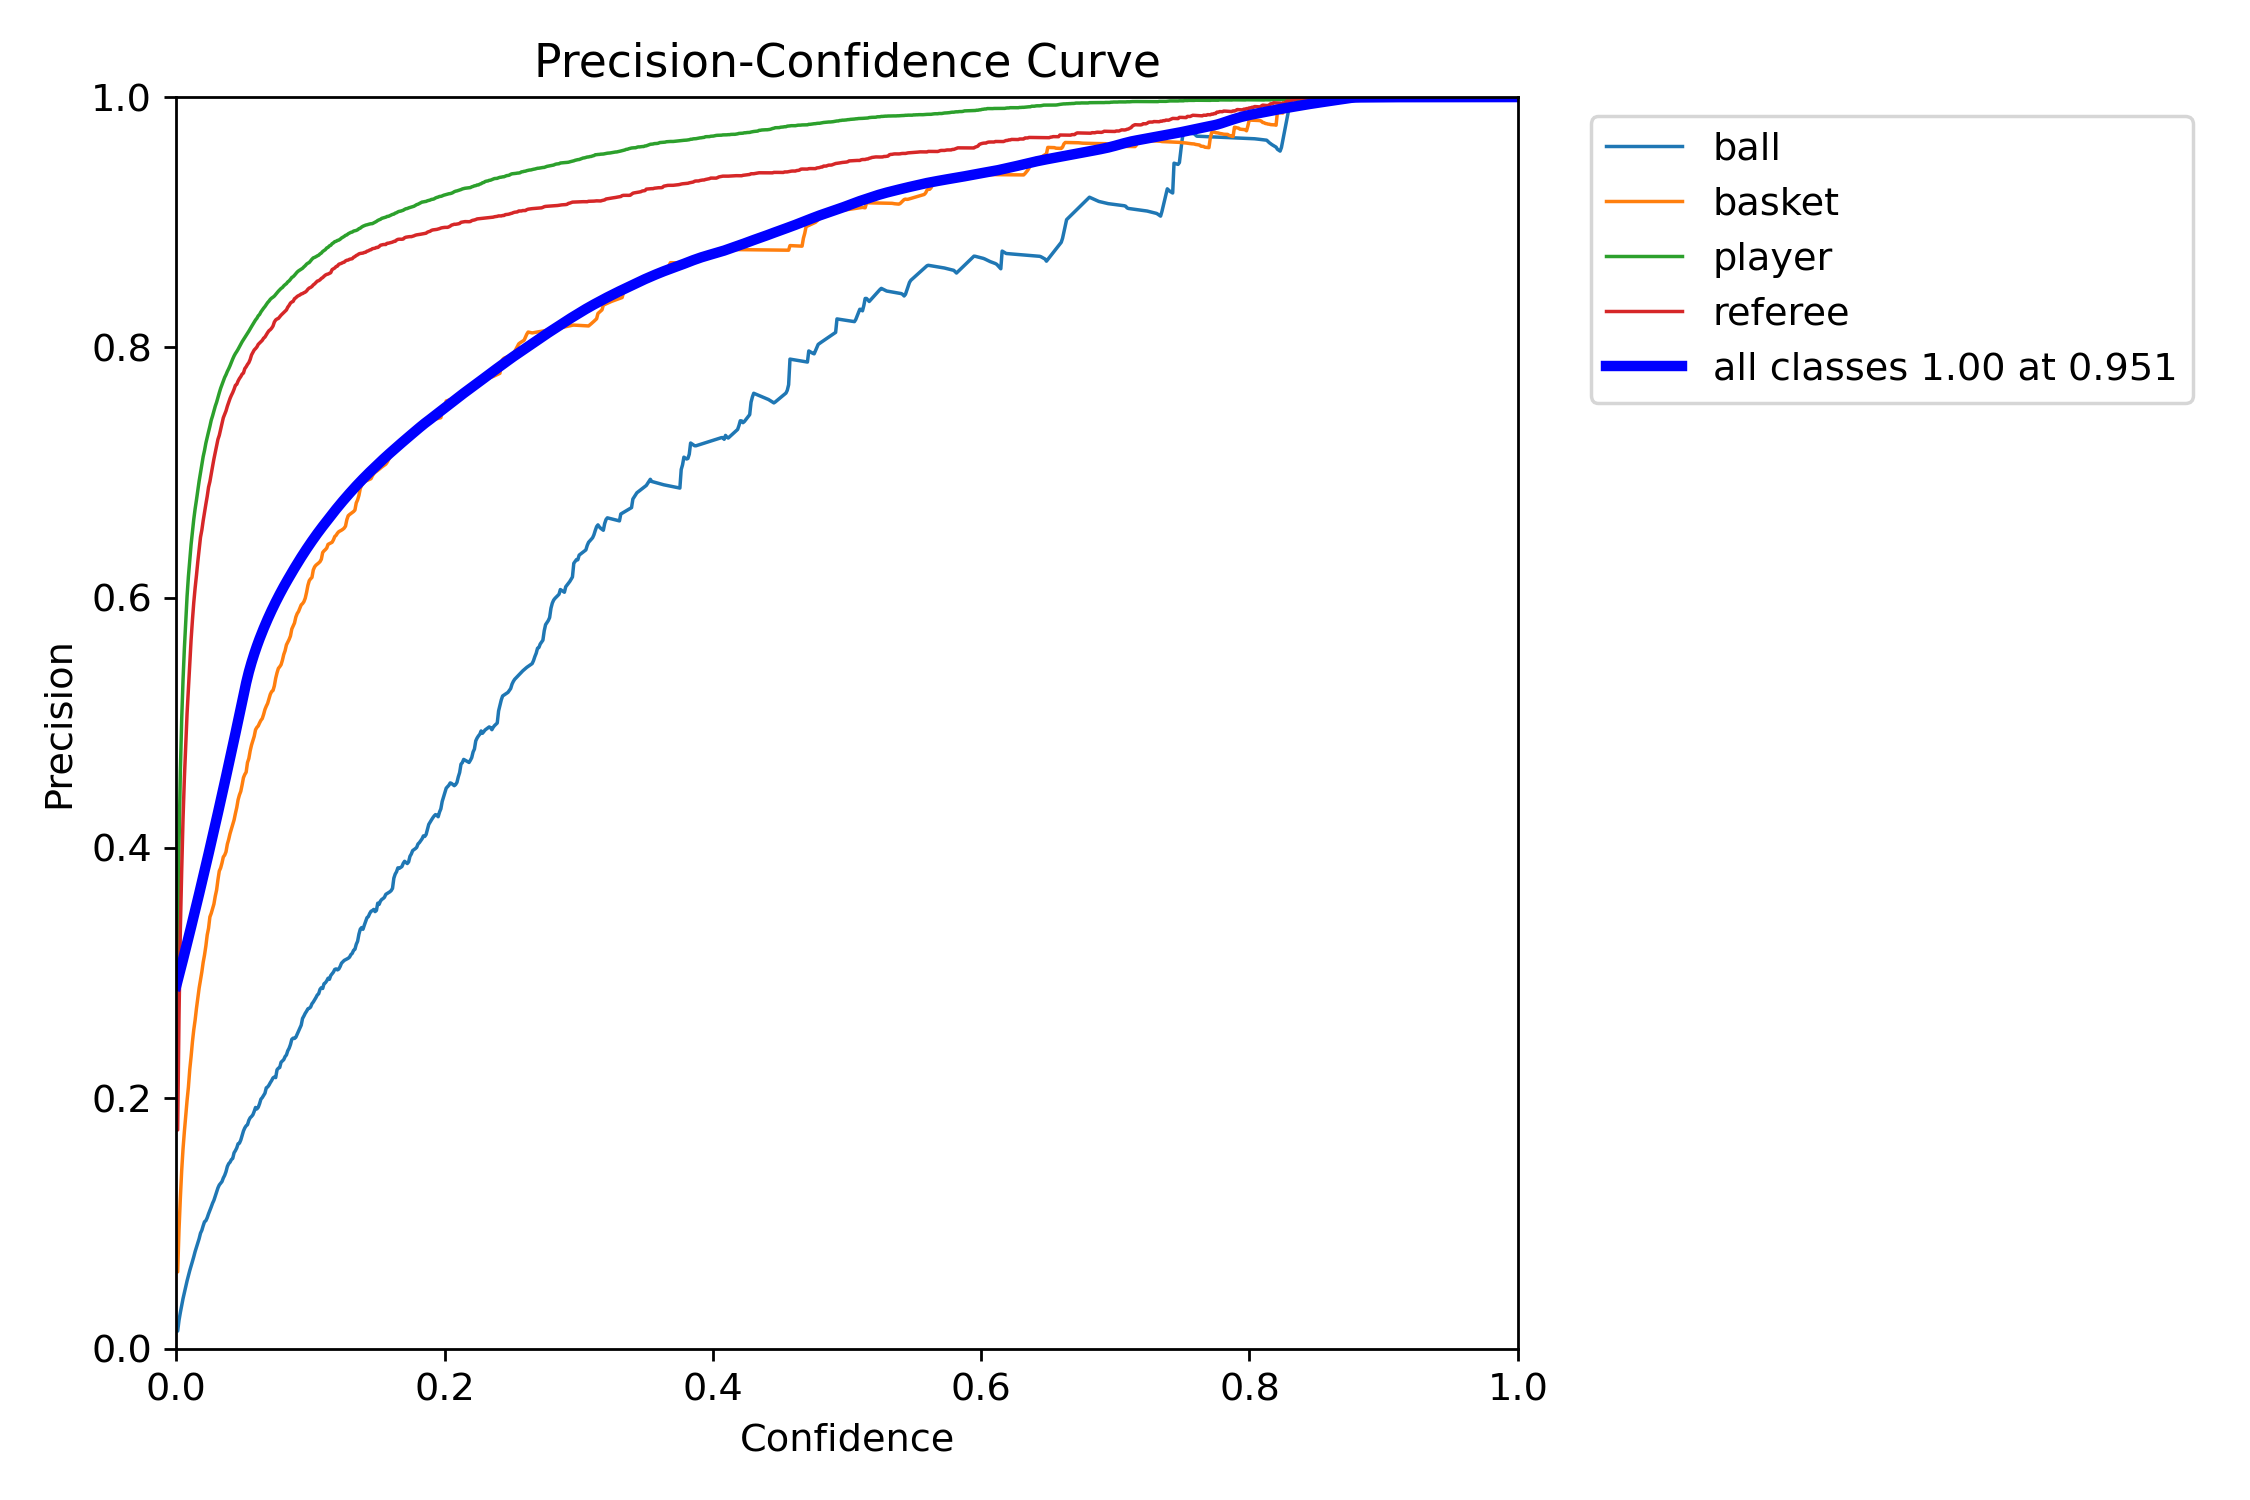 Precision-Confidence Curve
1.0
0.8
0.6
0.4
0.2
0.0
Precision
0.0 0.2 0.4 0.6 0.8 1.0
Confidence
ball
basket
player
referee
all classes 1.00 at 0.951